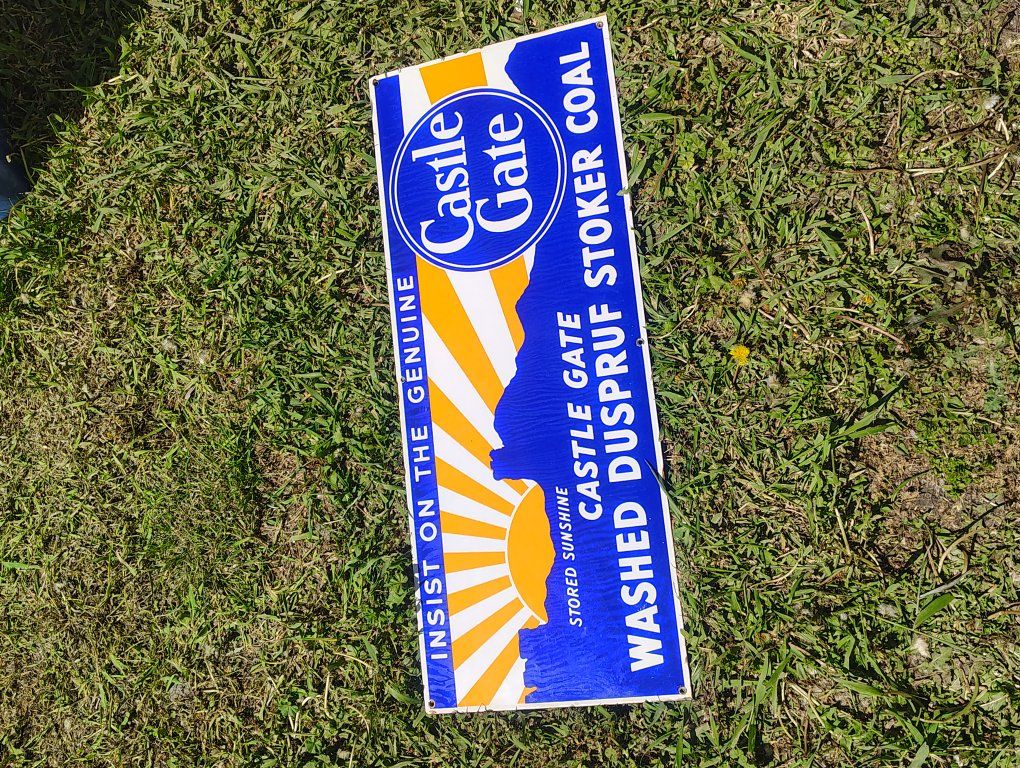 INSIST ON THE GENUINE
Castle
Gate
STORED SUNSHINE
CASTLE GATE
WASHED DUSPRUF STOKER COAL